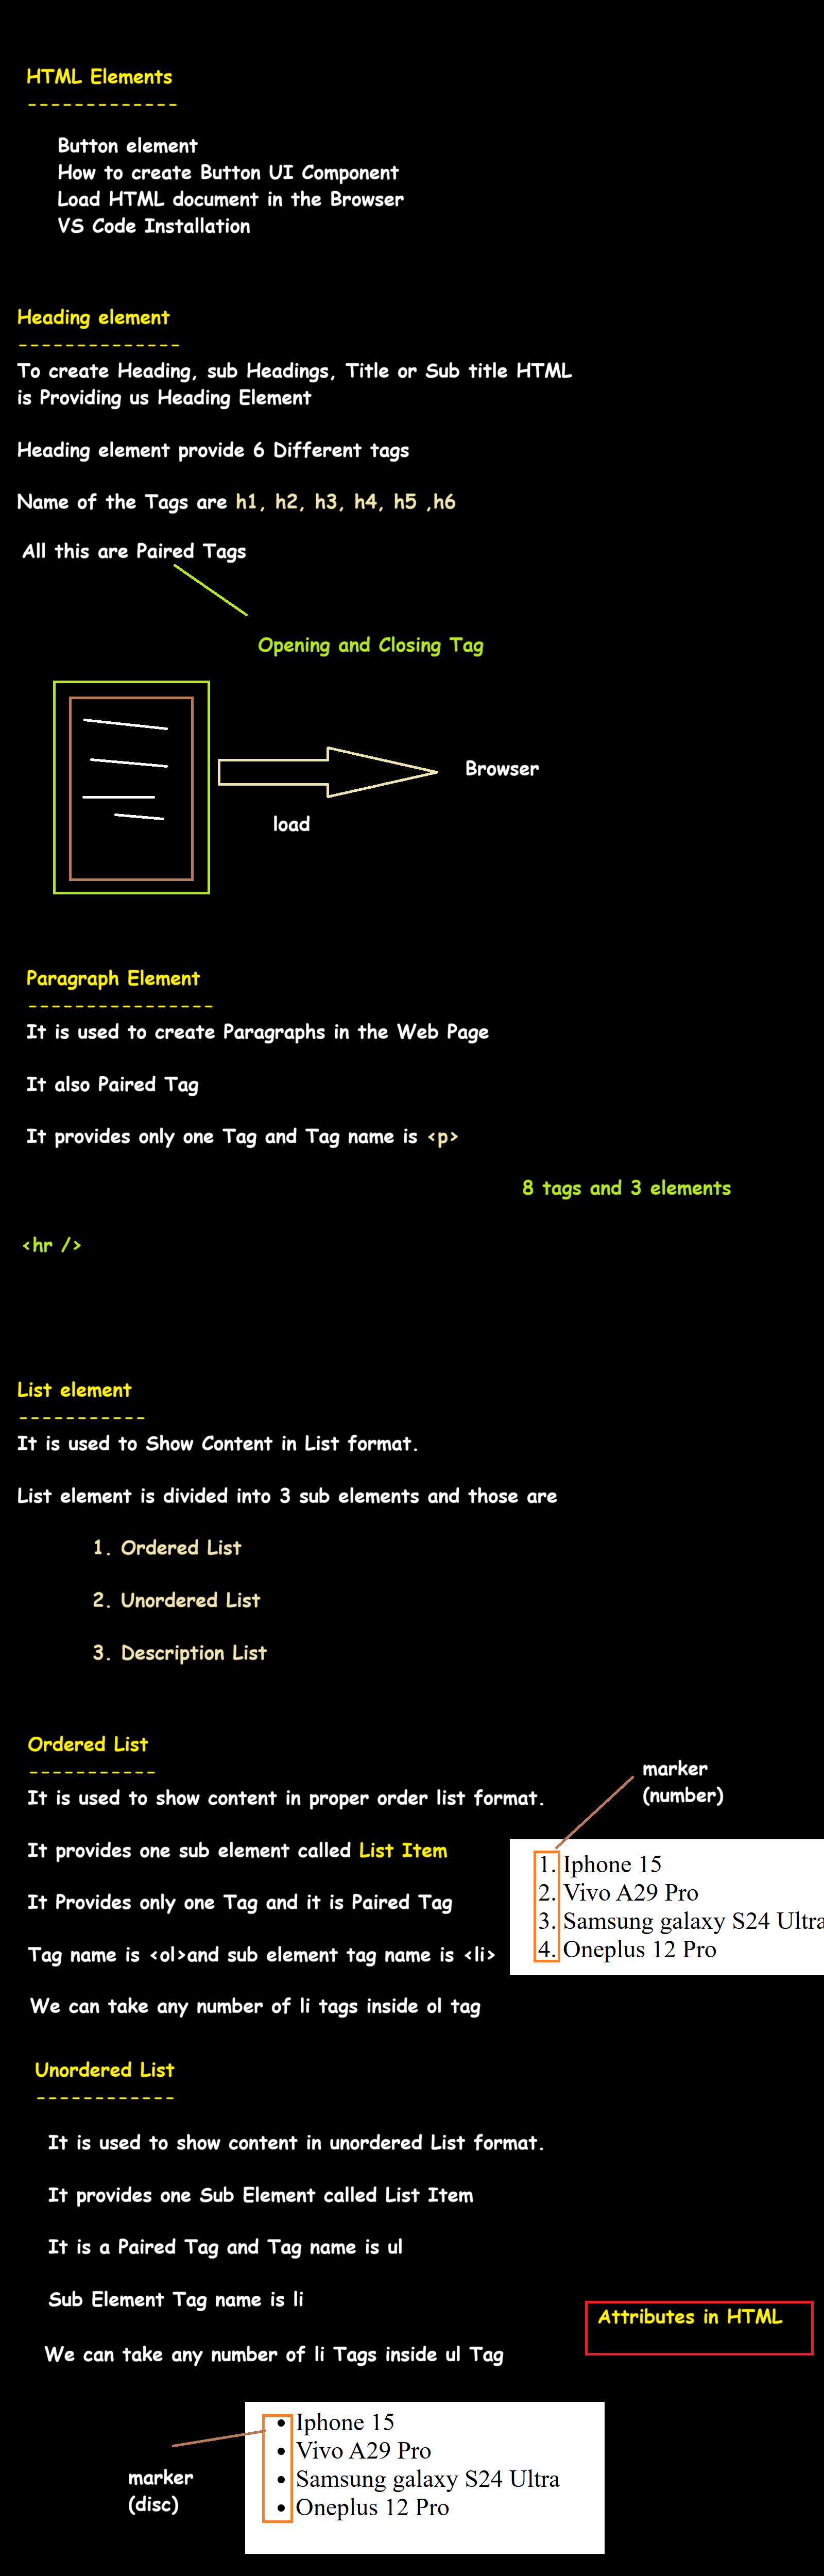 HTML Elements
-------------
Button element
How to create Button UI Component
Load HTML document in the Browser
VS Code Installation
Heading element
--------------
To create Heading, sub Headings, Title or Sub title HTML
is Providing us Heading Element
Heading element provide 6 Different tags
Name of the Tags are h1, h2, h3, h4, h5 ,h6
All this are Paired Tags
Opening and Closing Tag
Browser
load
Paragraph Element
----------------
It is used to create Paragraphs in the Web Page
It also Paired Tag
It provides only one Tag and Tag name is <p>
8 tags and 3 elements
<hr />
List element
-----------
It is used to Show Content in List format.
List element is divided into 3 sub elements and those are
1. Ordered List
2. Unordered List
3. Description List
Ordered List
-----------
It is used to show content in proper order list format.
It provides one sub element called List Item
It Provides only one Tag and it is Paired Tag
Tag name is <ol>and sub element tag name is <li>
We can take any number of li tags inside ol tag
marker
(number)
1. Iphone 15
2. Vivo A29 Pro
3. Samsung galaxy S24 Ultra
4. Oneplus 12 Pro
Unordered List
------------
It is used to show content in unordered List format.
It provides one Sub Element called List Item
It is a Paired Tag and Tag name is ul
Sub Element Tag name is li
We can take any number of li Tags inside ul Tag
Attributes in HTML
marker
(disc)
• Iphone 15
• Vivo A29 Pro
• Samsung galaxy S24 Ultra
• Oneplus 12 Pro